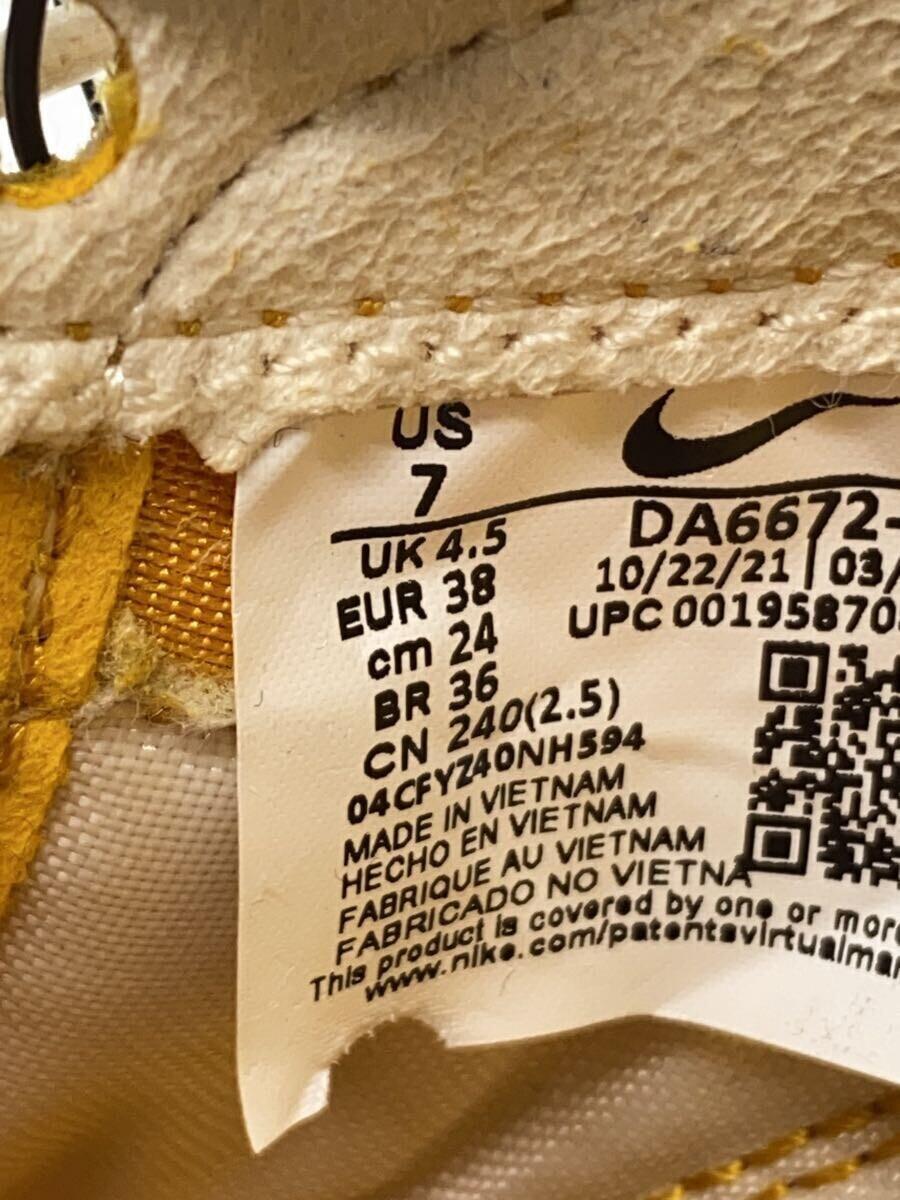 US
7
UK 4.5
EUR 38
cm 24
BR 36
CN 240(2.5)
04CFYZ40NH594
MADE IN VIETNAM
HECHO EN VIETNAM
FABRIQUE AU VIETNAM
FABRICADO NO VIETNA
This product is covered by one or more
www.nike.com/patentsvirtualmar
DA6672-
10/22/21 | 03/
UPC 00195870